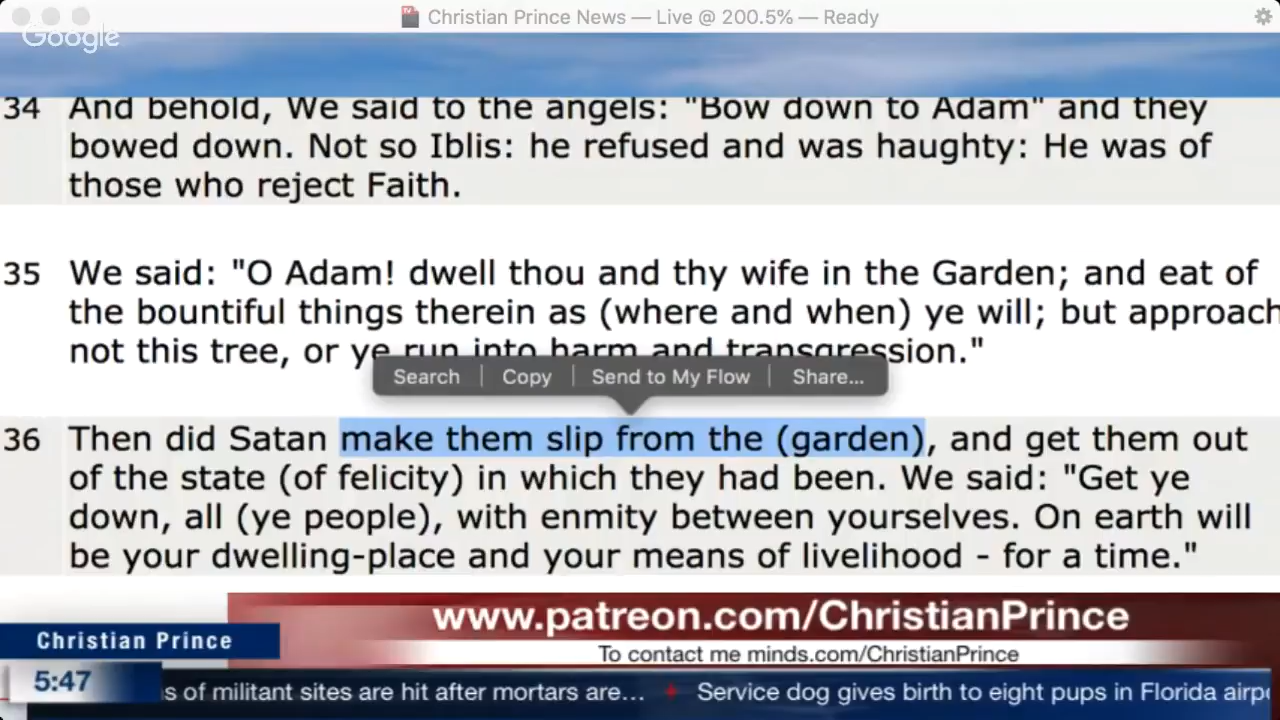 Christian Prince News — Live @ 200.5% — Ready
Google
34 And behold, We said to the angels: "Bow down to Adam" and they
bowed down. Not so Iblis: he refused and was haughty: He was of
those who reject Faith.
35 We said: "O Adam! dwell thou and thy wife in the Garden; and eat of
the bountiful things therein as (where and when) ye will; but approach
not this tree, or ye run into harm and transgression."
Search Copy Send to My Flow Share...
36 Then did Satan make them slip from the (garden), and get them out
of the state (of felicity) in which they had been. We said: "Get ye
down, all (ye people), with enmity between yourselves. On earth will
be your dwelling-place and your means of livelihood - for a time."
www.patreon.com/ChristianPrince
Christian Prince
To contact me minds.com/ChristianPrince
5:47
s of militant sites are hit after mortars are... Service dog gives birth to eight pups in Florida airp